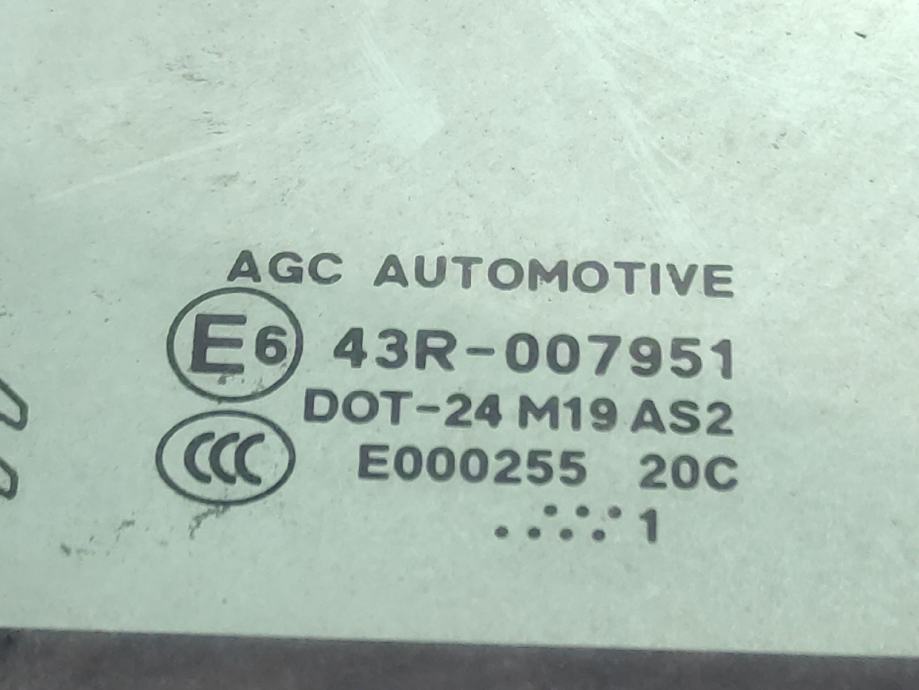 AGC AUTOMOTIVE
E6 43R-007951
DOT-24 M19 AS2
CCC E000255 20C
..:·:·1